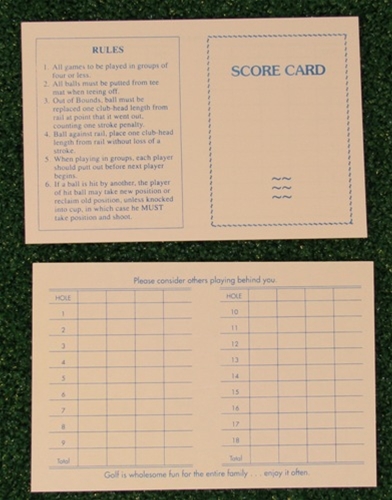 RULES
1. All games to be played in groups of
four or less.
2. All balls must be putted from tee
mat when teeing off.
3. Out of Bounds, ball must be
replaced one club-head length from
rail at point that it went out,
counting one stroke penalty.
4. Ball against rail, place one club-head
length from rail without loss of a
stroke.
5. When playing in groups, each player
should putt out before next player
begins.
6. If a ball is hit by another, the player
of hit ball may take new position or
reclaim old position, unless knocked
into cup, in which case he MUST
take position and shoot.
SCORE CARD
Please consider others playing behind you.
HOLE
1
2
3
4
5
6
7
8
9
Total
HOLE
10
11
12
13
14
15
16
17
18
Total
Golf is wholesome fun for the entire family . . . enjoy it often.